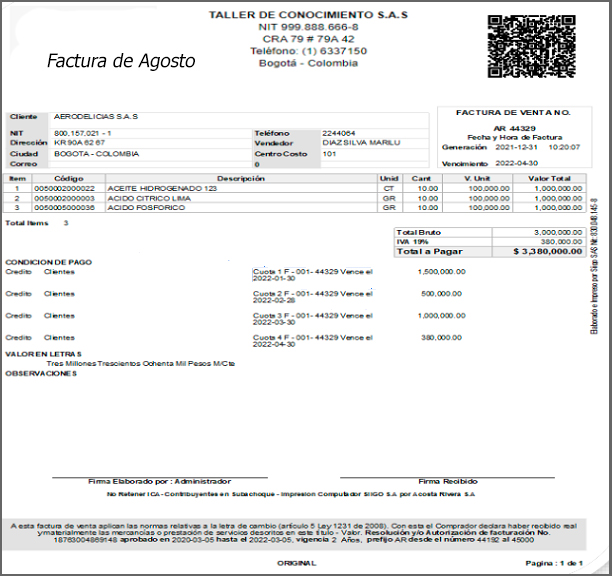 TALLER DE CONOCIMIENTO S.A.S
NIT 999.888.666-8
CRA 79 # 79A 42
Teléfono: (1) 6337150
Bogotá - Colombia
Factura de Agosto
Cliente AERODELICIAS S.A.S
NIT 800.157.021 - 1 Teléfono 2244064
Dirección KR 90A 62 67 Vendedor DIAZ SILVA MARILU
Ciudad BOGOTA - COLOMBIA Centro Costo 101
Correo 0
FACTURA DE VENTA NO.
AR 44329
Fecha y Hora de Factura
Generación 2021-12-31 10:20:07
Vencimiento 2022-04-30
Item Código Descripción Unid Cant V. Unit Valor Total
1 0050002000022 ACEITE HIDROGENADO 123 CT 10.00 100,000.00 1,000,000.00
2 0050002000003 ACIDO CITRICO LIMA GR 10.00 100,000.00 1,000,000.00
3 0050005000036 ACIDO FOSFORICO GR 10.00 100,000.00 1,000,000.00
Total Items 3
Total Bruto 3,000,000.00
IVA 19% 380,000.00
Total a Pagar $ 3,380,000.00
CONDICION DE PAGO
Credito Clientes Cuota 1 F - 001- 44329 Vence el 1,500,000.00
2022-01-30
Credito Clientes Cuota 2 F - 001- 44329 Vence el 500,000.00
2022-02-28
Credito Clientes Cuota 3 F - 001- 44329 Vence el 1,000,000.00
2022-03-30
Credito Clientes Cuota 4 F - 001- 44329 Vence el 380,000.00
2022-04-30
VALOR EN LETRAS
Tres Millones Trescientos Ochenta Mil Pesos M/Cte
OBSERVACIONES
Elaborado e Impreso por Siigo SAS Nit: 830.048.145-8
Firma Elaborado por : Administrador Firma Recibido
No Retener ICA - Contribuyentes en Subachoque - Impresion Computador SIIGO S.A por Acosta Rivera S.A
A esta factura de venta aplican las normas relativas a la letra de cambio (artículo 5 Ley 1231 de 2008). Con esta el Comprador declara haber recibido real
y materialmente las mercancías o prestación de servicios descritos en este título - Valor. Resolución y/o Autorización de facturación No.
18763004869148 aprobado en 2020-03-05 hasta el 2022-03-05, vigencia 2 Años, prefijo AR desde el número 44192 al 45000
ORIGINAL Pagina : 1 de 1